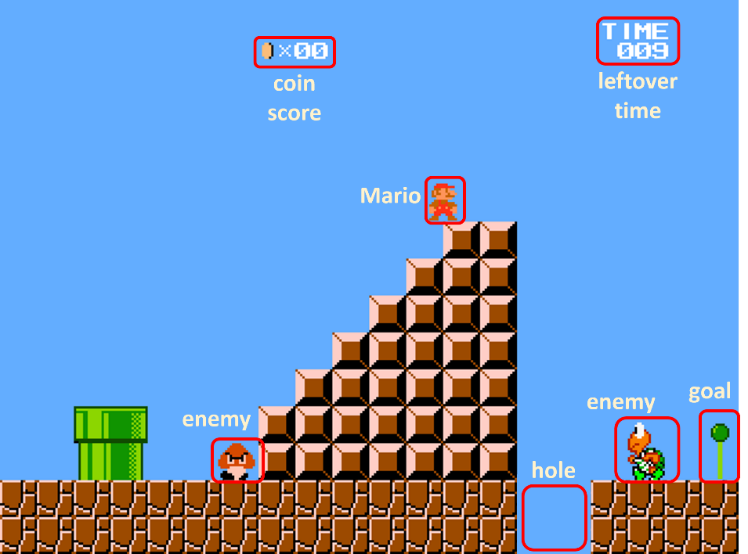 ×00
TIME
009
coin
score
leftover
time
Mario
goal
enemy
enemy
hole